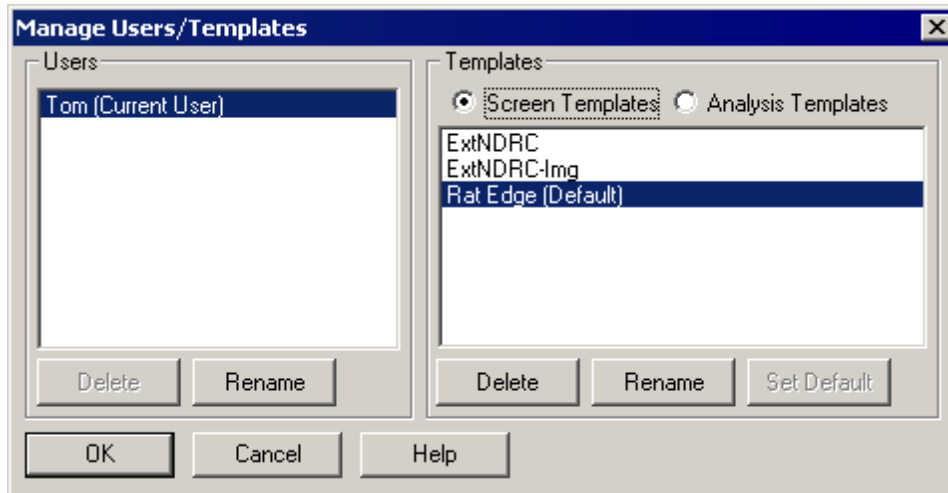 Manage Users/Templates
Users
Tom (Current User)
Delete
Rename
Templates
Screen Templates
Analysis Templates
ExtNDRC
ExtNDRC-Img
Rat Edge (Default)
Delete
Rename
Set Default
OK
Cancel
Help